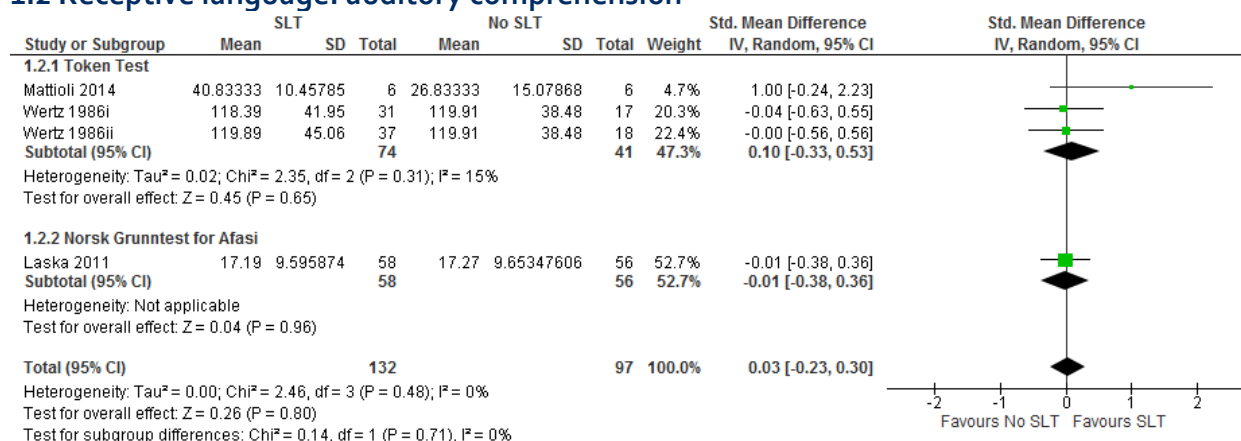 1.2 Receptive language: auditory comprehension
SLT No SLT Std. Mean Difference Std. Mean Difference
Study or Subgroup Mean SD Total Mean SD Total Weight IV, Random, 95% CI IV, Random, 95% CI
1.2.1 Token Test
Mattioli 2014 40.83333 10.45785 6 26.83333 15.07868 6 4.7% 1.00 [-0.24, 2.23]
Wertz 1986i 118.39 41.95 31 119.91 38.48 17 20.3% -0.04 [-0.63, 0.55]
Wertz 1986ii 119.89 45.06 37 119.91 38.48 18 22.4% -0.00 [-0.56, 0.56]
Subtotal (95% CI) 74 41 47.3% 0.10 [-0.33, 0.53]
Heterogeneity: Tau² = 0.02; Chi² = 2.35, df = 2 (P = 0.31); I² = 15%
Test for overall effect: Z = 0.45 (P = 0.65)
1.2.2 Norsk Grunntest for Afasi
Laska 2011 17.19 9.595874 58 17.27 9.65347606 56 52.7% -0.01 [-0.38, 0.36]
Subtotal (95% CI) 58 56 52.7% -0.01 [-0.38, 0.36]
Heterogeneity: Not applicable
Test for overall effect: Z = 0.04 (P = 0.96)
Total (95% CI) 132 97 100.0% 0.03 [-0.23, 0.30]
Heterogeneity: Tau² = 0.00; Chi² = 2.46, df = 3 (P = 0.48); I² = 0%
Test for overall effect: Z = 0.26 (P = 0.80)
Test for subgroup differences: Chi² = 0.14, df = 1 (P = 0.71), I² = 0%
-2 -1 0 1 2
Favours No SLT Favours SLT